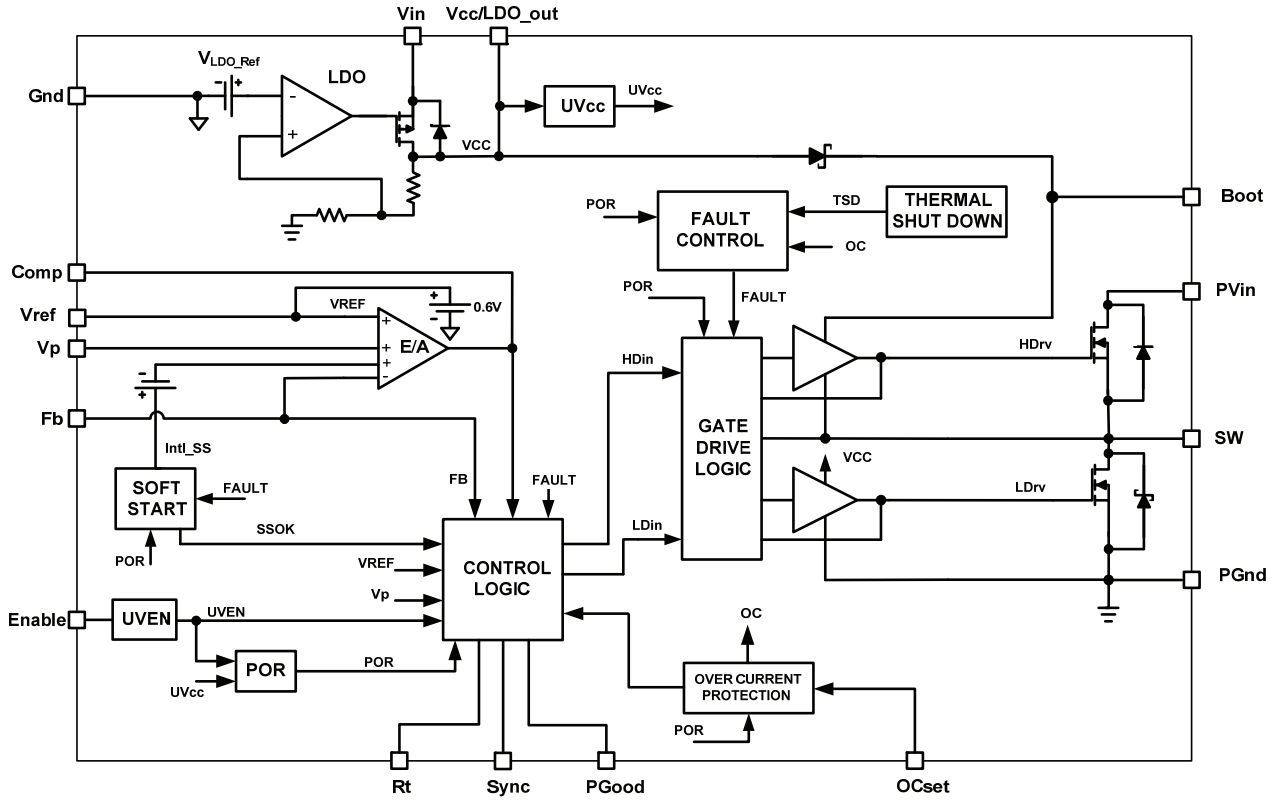 Vin
Vcc/LDO_out
VLDO_Ref
LDO
Gnd
-
+
-
+
UVcc
UVcc
VCC
Boot
POR
FAULT
CONTROL
TSD
THERMAL
SHUT DOWN
OC
Comp
POR
FAULT
PVin
Vref
VREF
+
-
0.6V
+
E/A
Vp
+
+
-
HDrv
HDin
-
+
Fb
GATE
DRIVE
LOGIC
SW
Intl_SS
VCC
SOFT
START
FAULT
FB
FAULT
LDrv
SSOK
LDin
POR
VREF
CONTROL
LOGIC
PGnd
Vp
Enable
UVEN
UVEN
OC
POR
POR
UVcc
OVER CURRENT
PROTECTION
POR
Rt
Sync
PGood
OCset